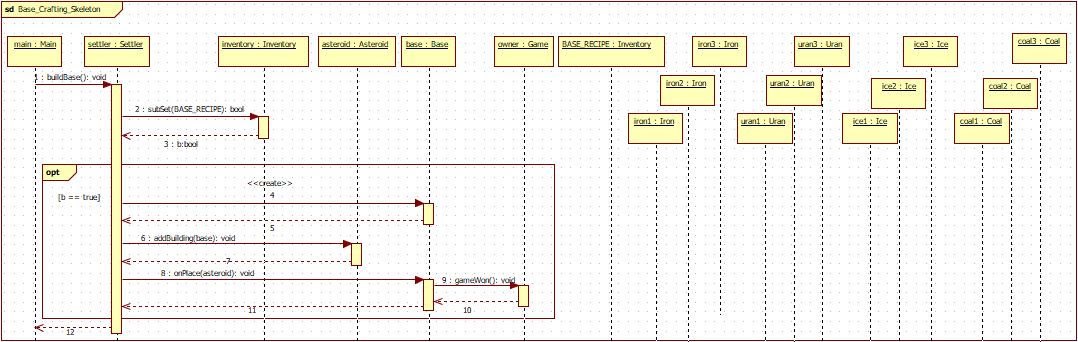 sd Base_Crafting_Skeleton
main : Main
settler : Settler
inventory : Inventory
asteroid : Asteroid
base : Base
owner : Game
BASE_RECIPE : Inventory
iron3 : Iron
uran3 : Uran
ice3 : Ice
coal3 : Coal
iron2 : Iron
uran2 : Uran
ice2 : Ice
coal2 : Coal
iron1 : Iron
uran1 : Uran
ice1 : Ice
coal1 : Coal
1 : buildBase(): void
2 : subSet(BASE_RECIPE): bool
3 : b:bool
opt
[b == true]
<<create>>
4
5
6 : addBuilding(base): void
7
8 : onPlace(asteroid): void
9 : gameWon(): void
10
11
12